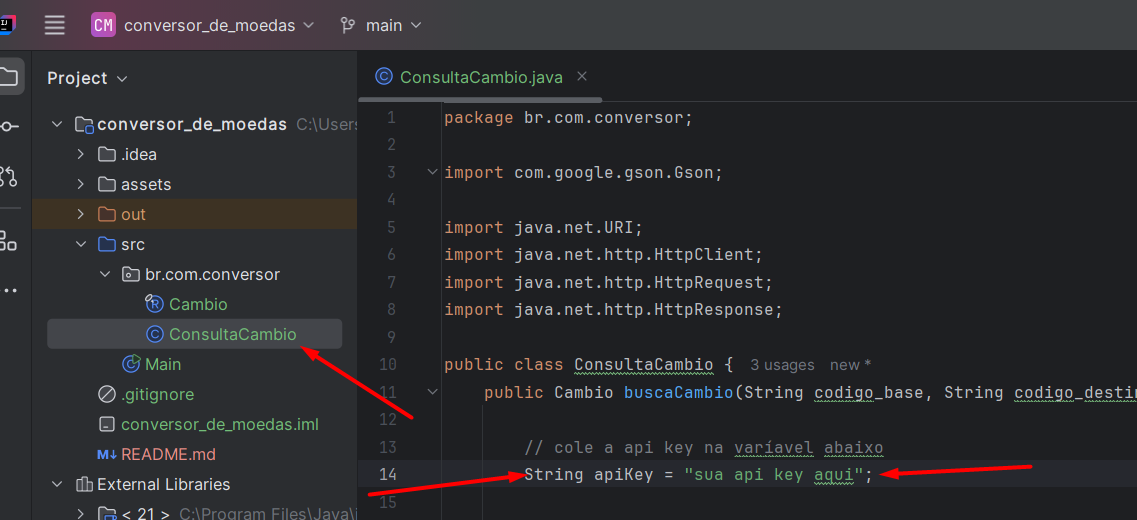 CM conversor_de_moedas main
Project
conversor_de_moedas C:\Users
.idea
assets
out
src
br.com.conversor
Cambio
ConsultaCambio
Main
.gitignore
conversor_de_moedas.iml
README.md
External Libraries
< 21 > C:\Program Files\Java\
ConsultaCambio.java
1 package br.com.conversor;
2
3 import com.google.gson.Gson;
4
5 import java.net.URI;
6 import java.net.http.HttpClient;
7 import java.net.http.HttpRequest;
8 import java.net.http.HttpResponse;
9
10 public class ConsultaCambio { 3 usages new *
11 public Cambio buscaCambio(String codigo_base, String codigo_destin
12
13 // cole a api key na varíavel abaixo
14 String apiKey = "sua api key aqui";
15